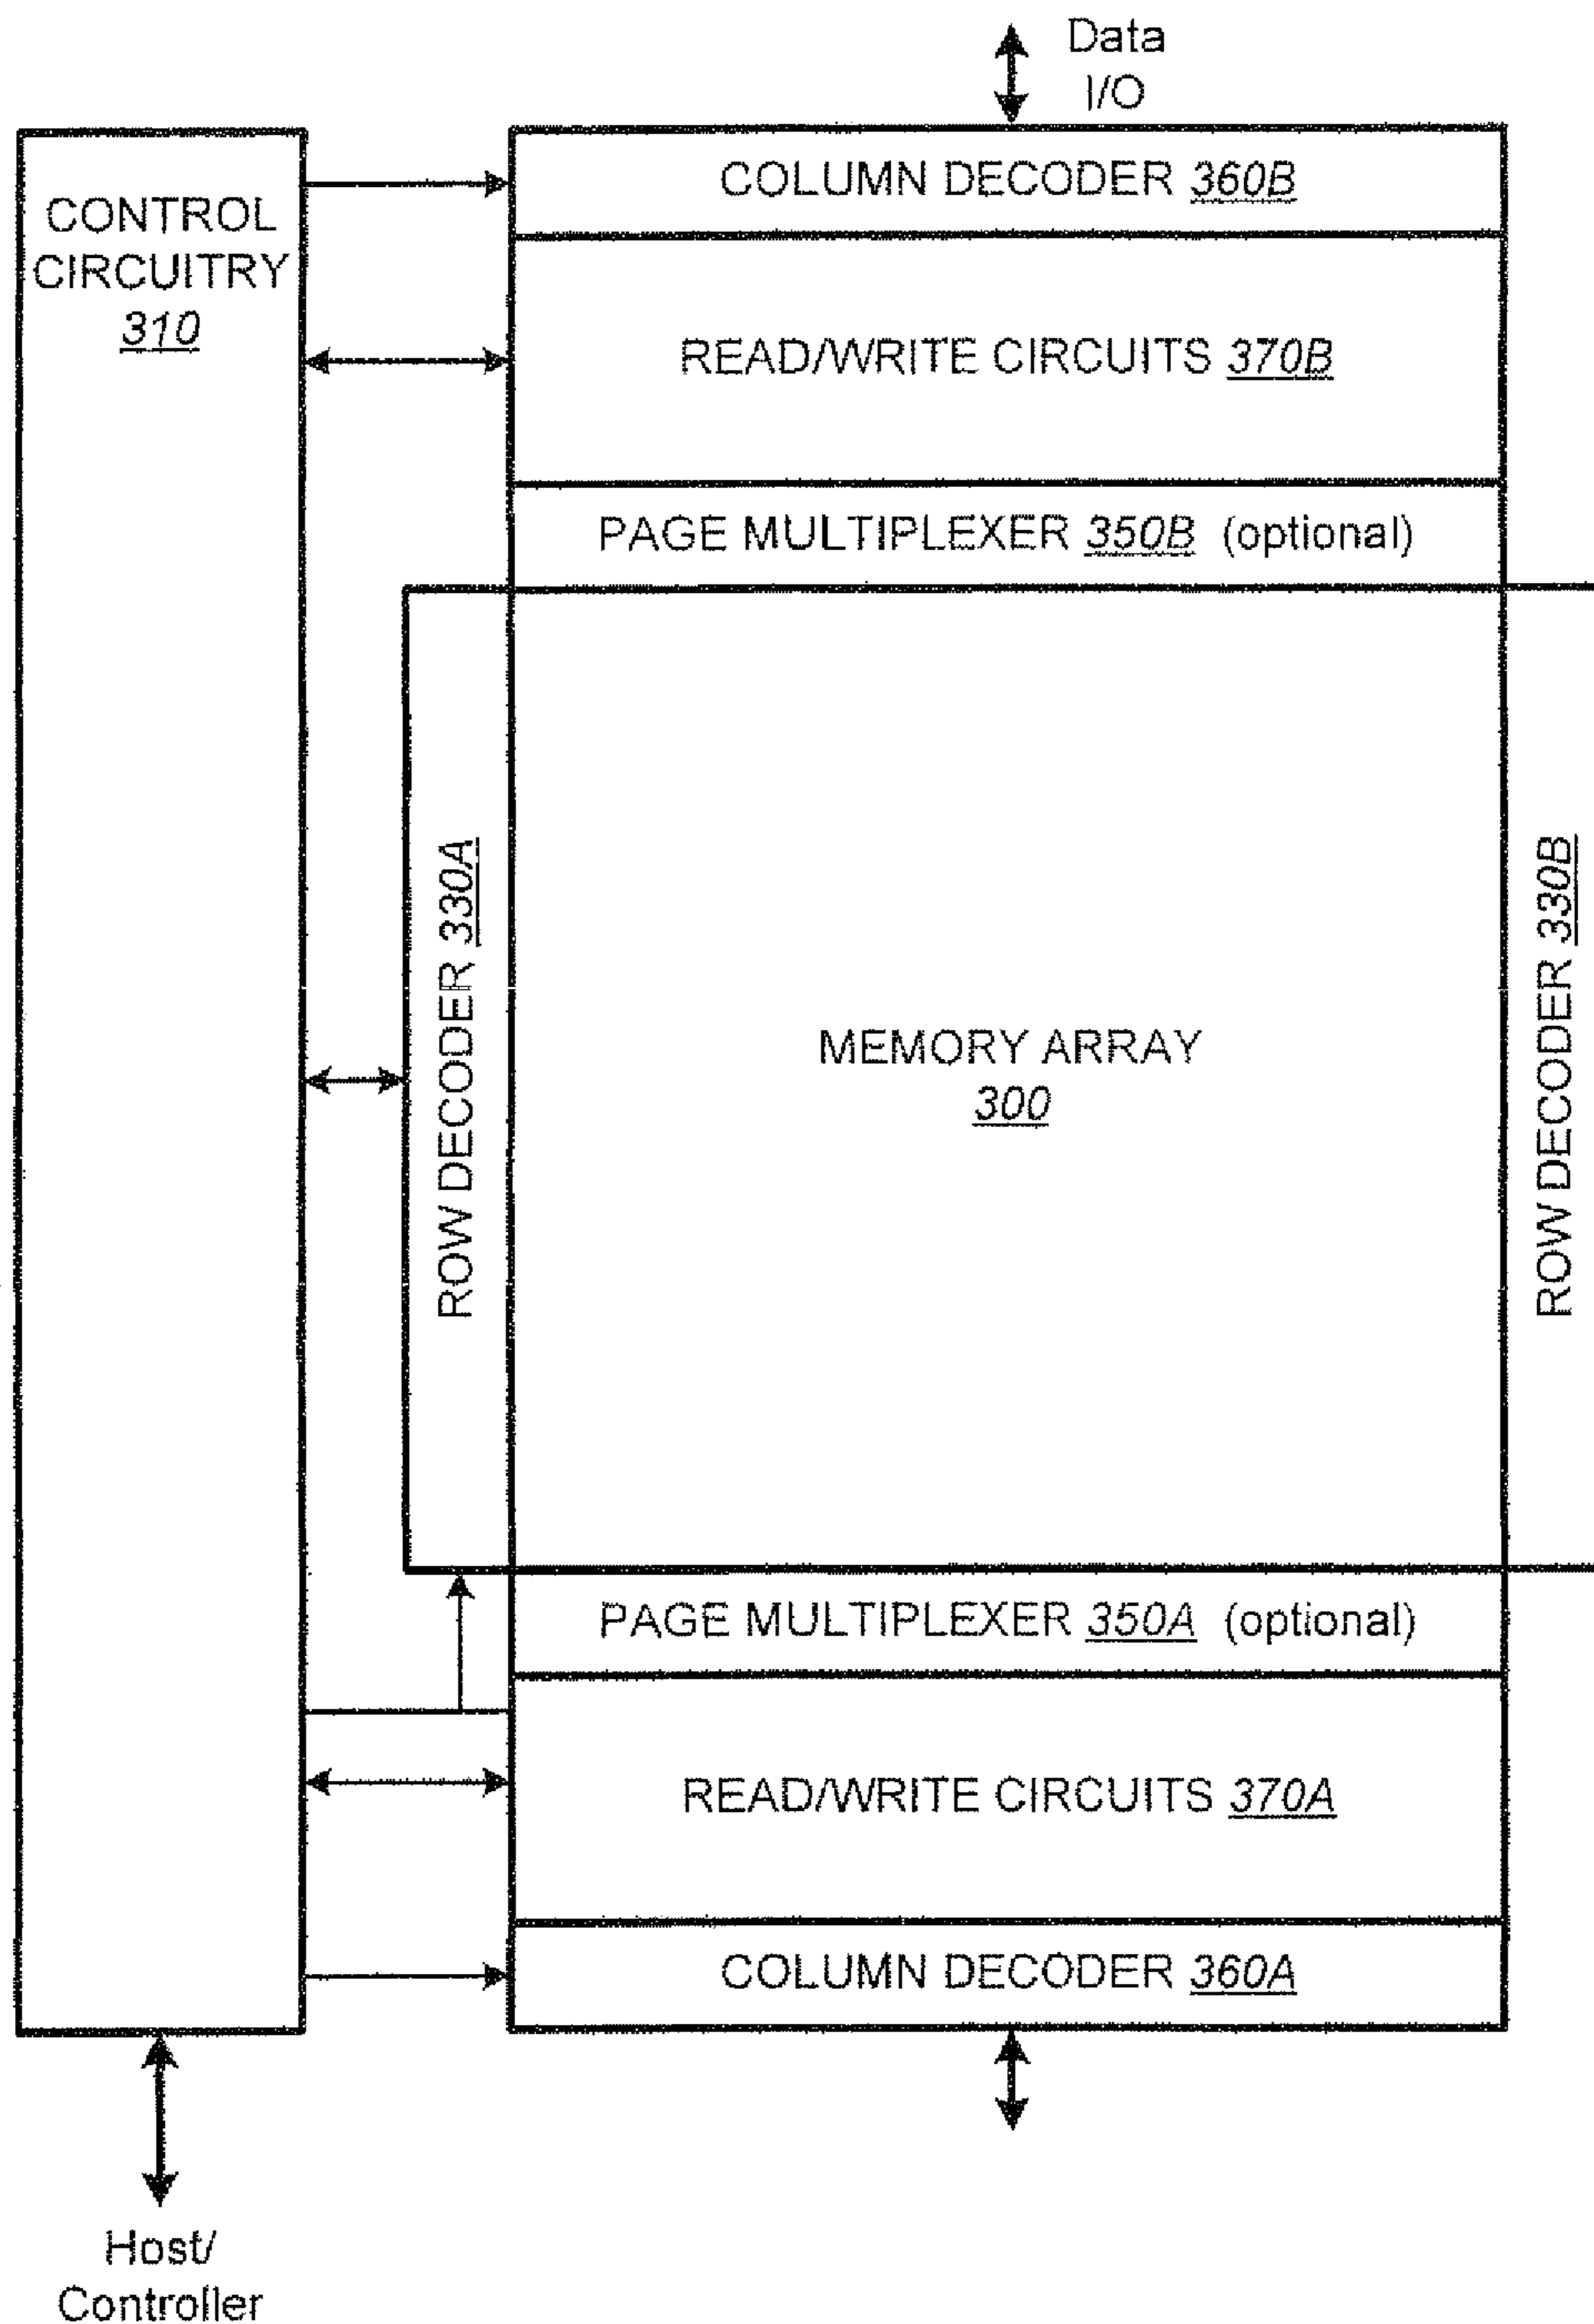 Data
I/O
CONTROL
CIRCUITRY
310
COLUMN DECODER 360B
READ/WRITE CIRCUITS 370B
PAGE MULTIPLEXER 350B (optional)
ROW DECODER 330A
MEMORY ARRAY
300
ROW DECODER 330B
PAGE MULTIPLEXER 350A (optional)
READ/WRITE CIRCUITS 370A
COLUMN DECODER 360A
Host/
Controller